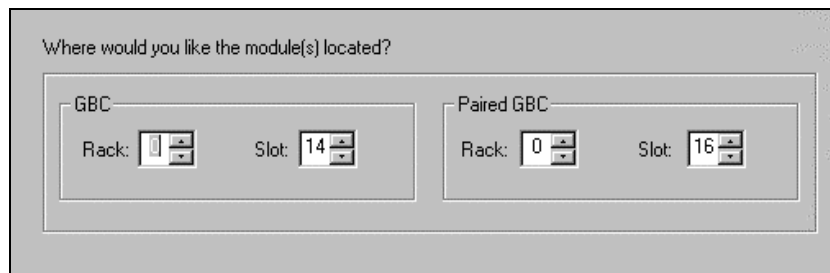 Where would you like the module(s) located?
GBC
Paired GBC
Rack: Slot: 14
Rack: 0 Slot: 16